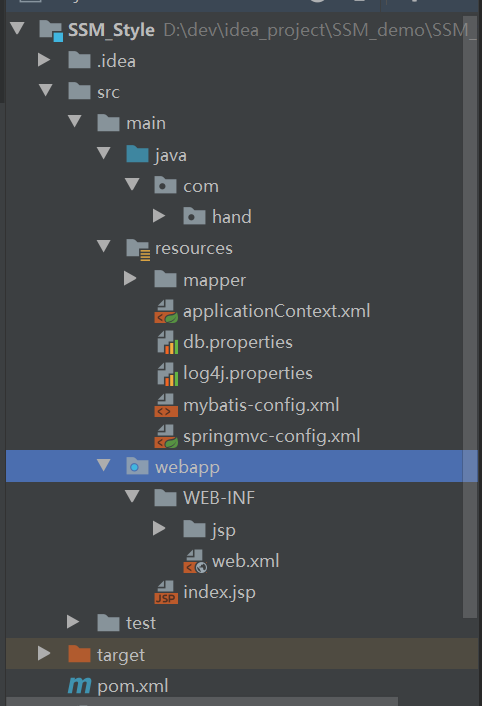 SSM_Style D:\dev\idea_project\SSM_demo\SSM_
.idea
src
main
java
com
hand
resources
mapper
applicationContext.xml
db.properties
log4j.properties
mybatis-config.xml
springmvc-config.xml
webapp
WEB-INF
jsp
web.xml
JSP index.jsp
test
target
m pom.xml